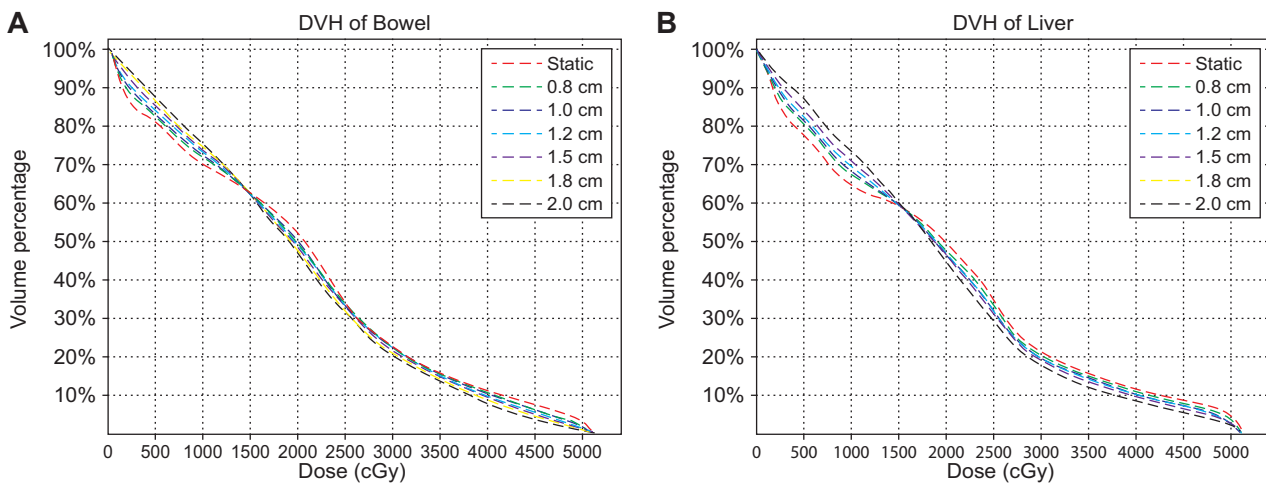 A
DVH of Bowel
Volume percentage
100%
90%
80%
70%
60%
50%
40%
30%
20%
10%
0 500 1000 1500 2000 2500 3000 3500 4000 4500 5000
Dose (cGy)
Static
0.8 cm
1.0 cm
1.2 cm
1.5 cm
1.8 cm
2.0 cm
B
DVH of Liver
Volume percentage
100%
90%
80%
70%
60%
50%
40%
30%
20%
10%
0 500 1000 1500 2000 2500 3000 3500 4000 4500 5000
Dose (cGy)
Static
0.8 cm
1.0 cm
1.2 cm
1.5 cm
1.8 cm
2.0 cm